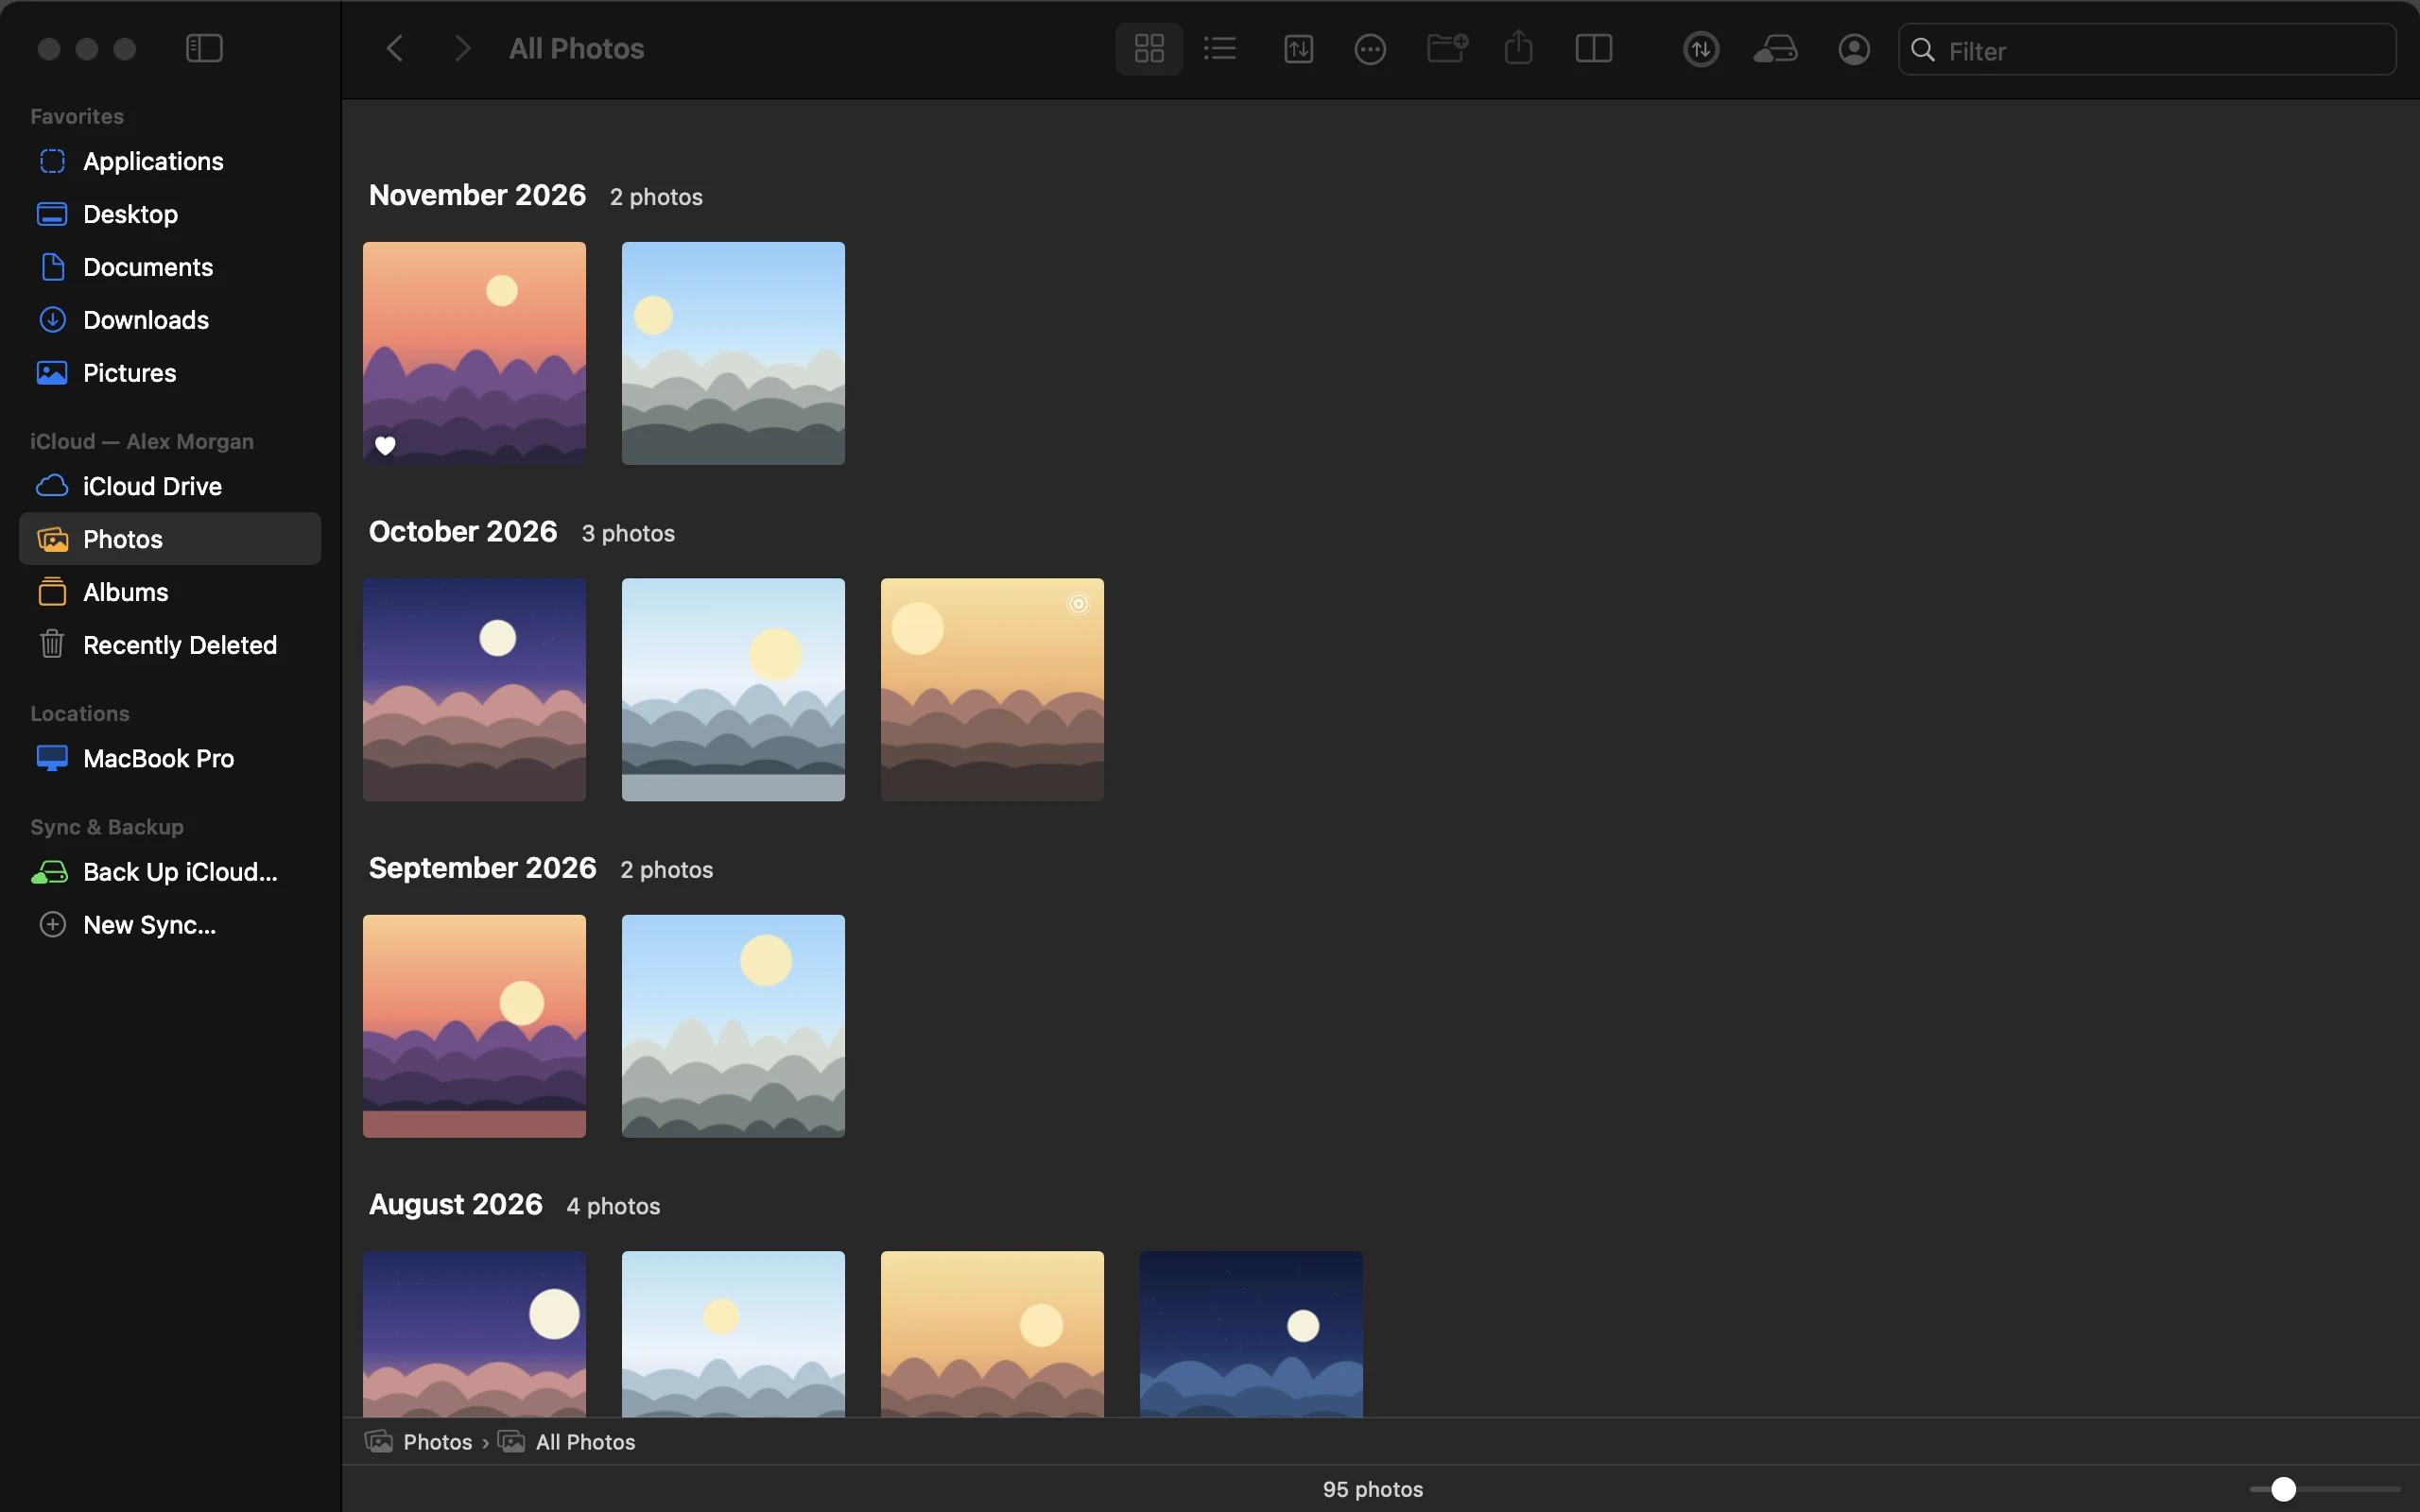 All Photos
Filter
Favorites
Applications
Desktop
Documents
Downloads
Pictures
iCloud — Alex Morgan
iCloud Drive
Photos
Albums
Recently Deleted
Locations
MacBook Pro
Sync & Backup
Back Up iCloud...
New Sync...
November 2026 2 photos
October 2026 3 photos
September 2026 2 photos
August 2026 4 photos
Photos › All Photos
95 photos